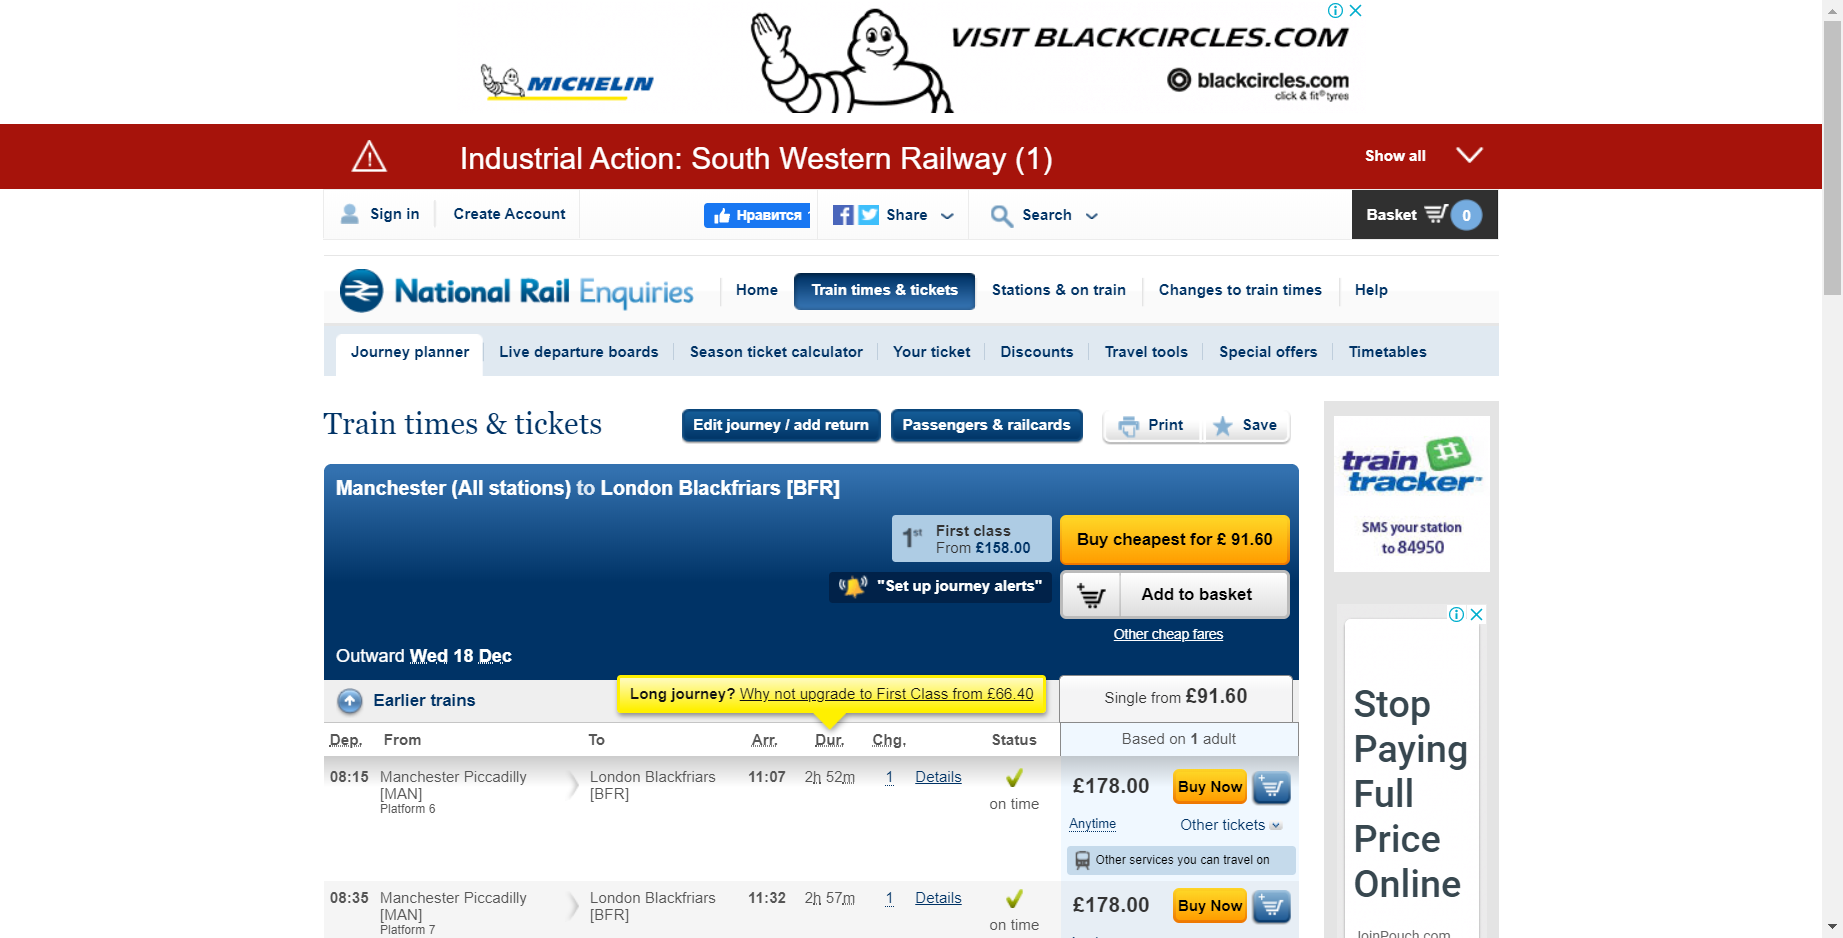 VISIT BLACKCIRCLES.COM
MICHELIN
blackcircles.com
click & fit® tyres
Industrial Action: South Western Railway (1)
Show all
Sign in
Create Account
Нравится
Share
Search
Basket
0
National Rail Enquiries
Home
Train times & tickets
Stations & on train
Changes to train times
Help
Journey planner
Live departure boards
Season ticket calculator
Your ticket
Discounts
Travel tools
Special offers
Timetables
Train times & tickets
Edit journey / add return
Passengers & railcards
Print
Save
Manchester (All stations) to London Blackfriars [BFR]
1st
First class
From £158.00
Buy cheapest for £ 91.60
"Set up journey alerts"
Add to basket
Other cheap fares
Outward Wed 18 Dec
Earlier trains
Long journey? Why not upgrade to First Class from £66.40
Single from £91.60
Dep. From To Arr. Dur. Chg. Status
Based on 1 adult
08:15 Manchester Piccadilly London Blackfriars 11:07 2h 52m 1 Details
[MAN] [BFR]
Platform 6
on time
£178.00 Buy Now
Anytime Other tickets
Other services you can travel on
08:35 Manchester Piccadilly London Blackfriars 11:32 2h 57m 1 Details
[MAN] [BFR]
Platform 7
on time
£178.00 Buy Now
train
tracker™
SMS your station
to 84950
Stop
Paying
Full
Price
Online
JoinPouch.com